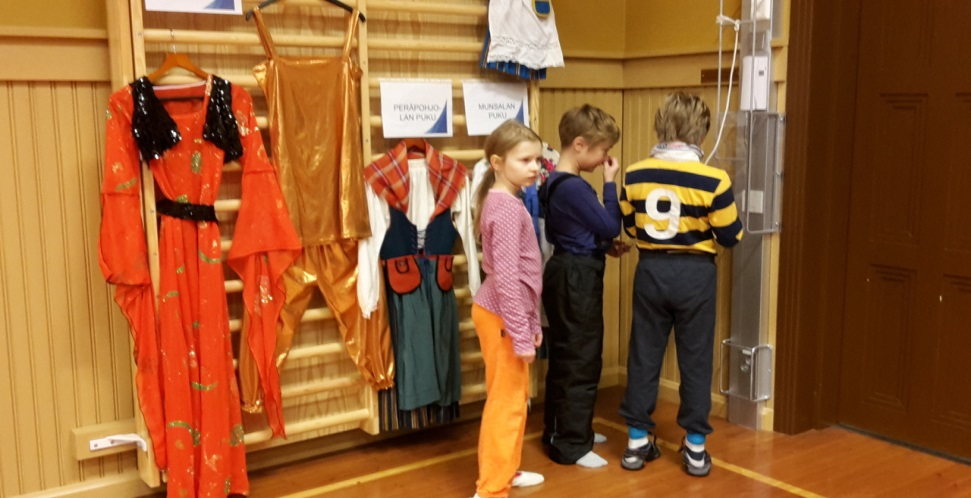 PERÄPOHJO-
LAN PUKU
MUNSALAN
PUKU
9